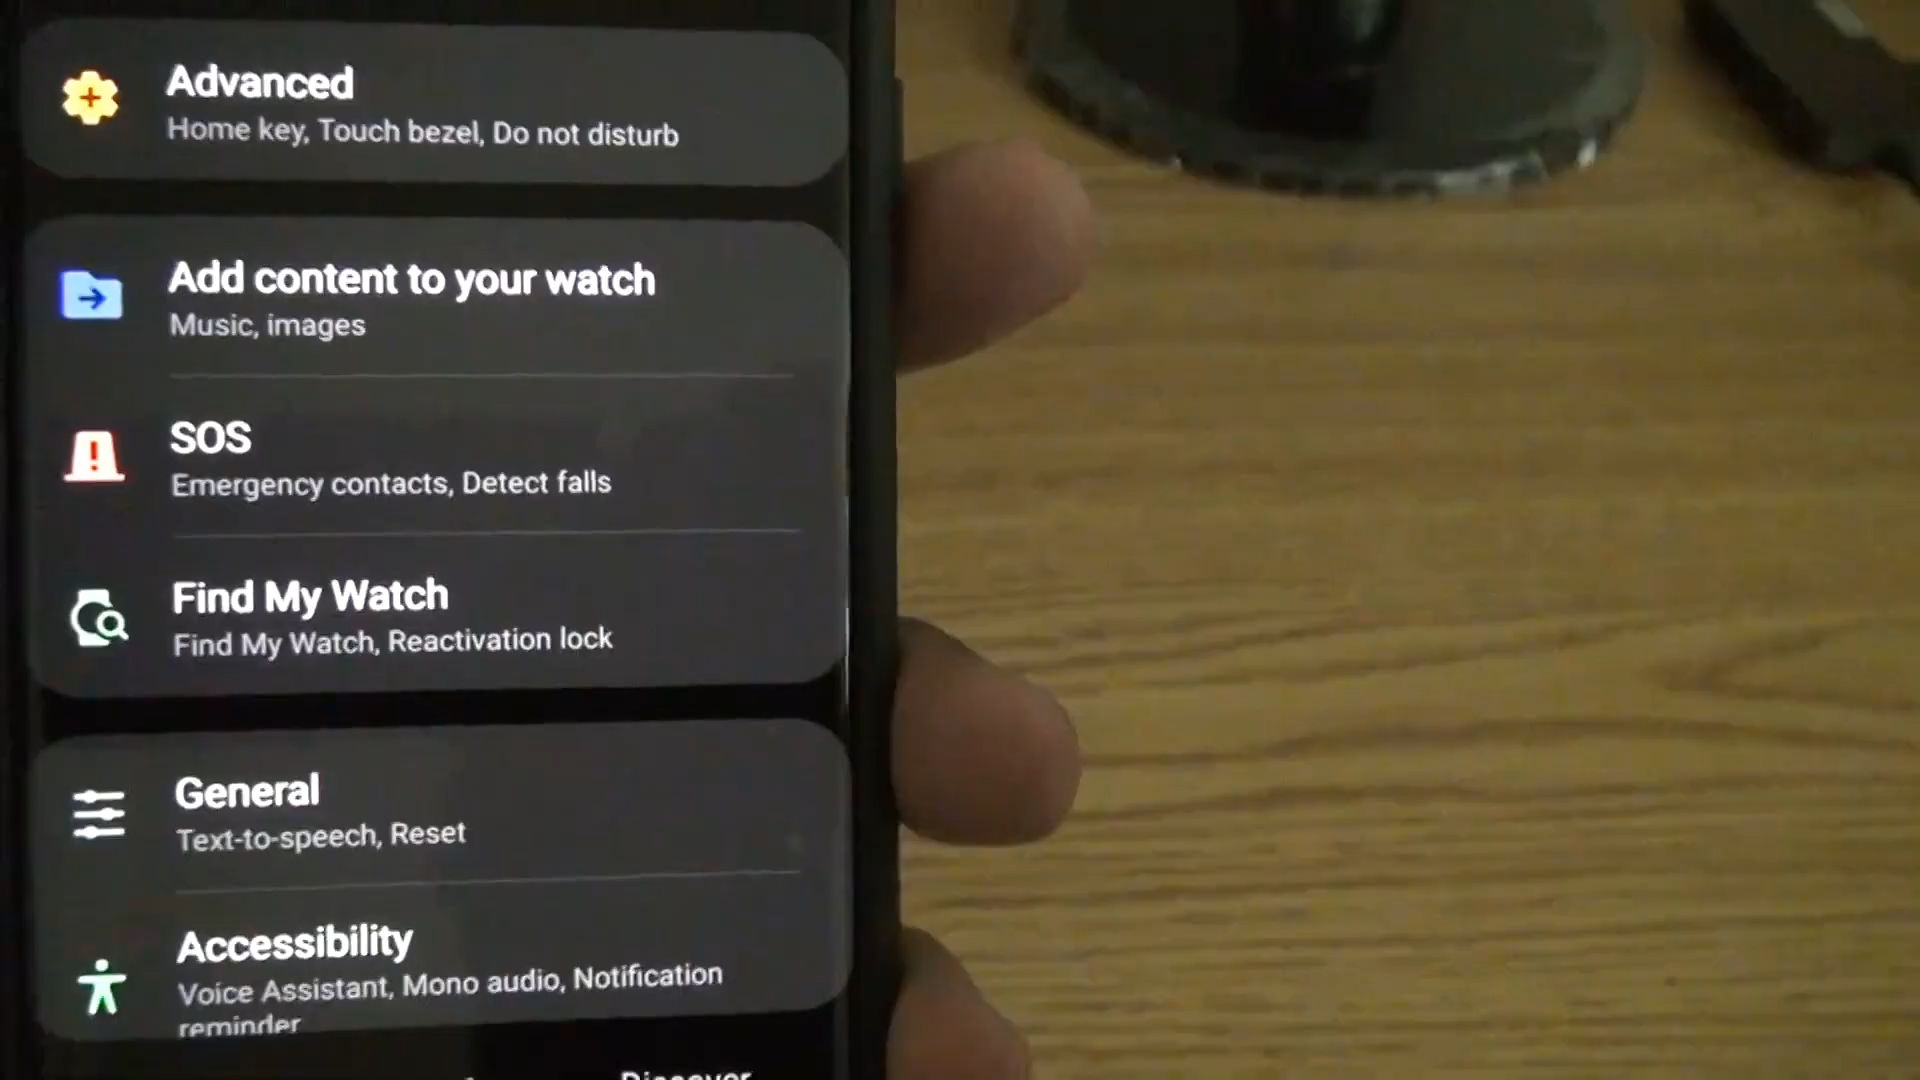 Advanced
Home key, Touch bezel, Do not disturb
Add content to your watch
Music, images
SOS
Emergency contacts, Detect falls
Find My Watch
Find My Watch, Reactivation lock
General
Text-to-speech, Reset
Accessibility
Voice Assistant, Mono audio, Notification
reminder
Discover